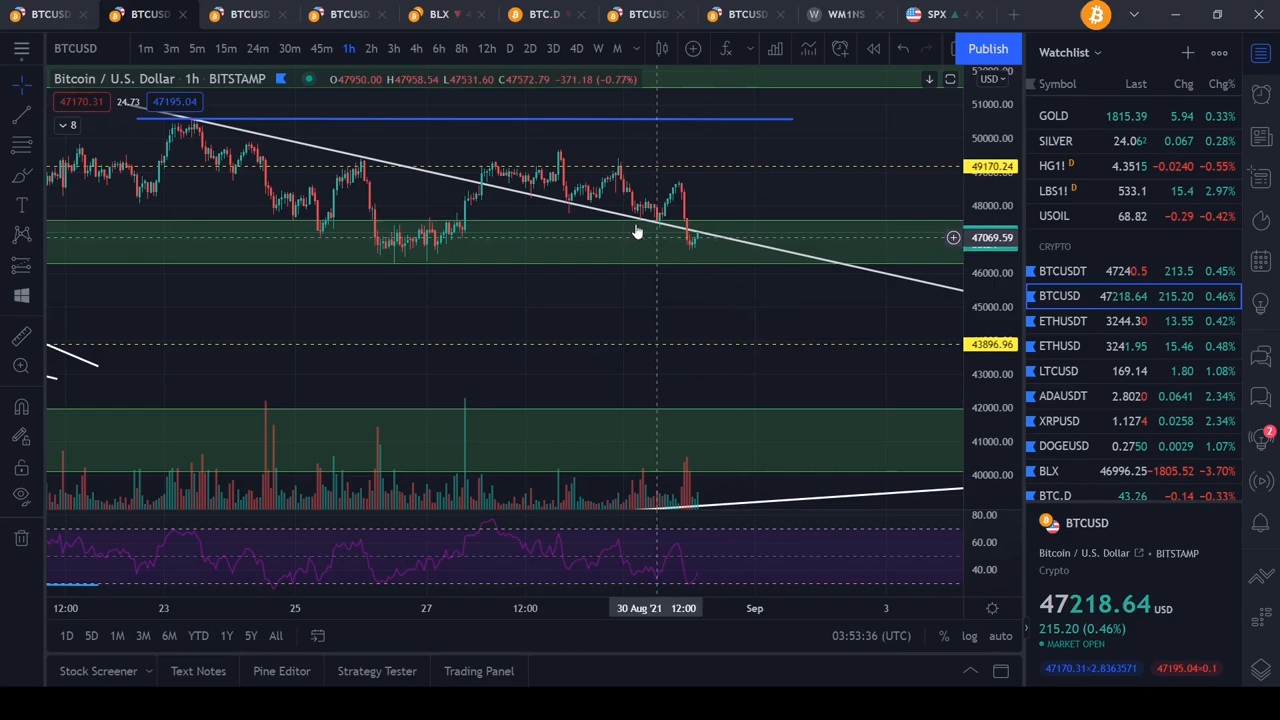 BTCUSD BTCUSD BTCUSD BTCUSD BLX BTC.D BTCUSD BTCUSD WM1NS SPX
BTCUSD 1m 3m 5m 15m 24m 30m 45m 1h 2h 3h 4h 6h 8h 12h D 2D 3D 4D W M Publish
Bitcoin / U.S. Dollar 1h BITSTAMP O47950.00 H47958.54 L47531.60 C47572.79 −371.18 (−0.77%) USD
47170.31 24.73 47195.04
8
51000.00
50000.00
49170.24
48000.00
47069.59
46000.00
45000.00
43896.96
43000.00
42000.00
41000.00
40000.00
80.00
60.00
40.00
12:00 23 25 27 12:00 30 Aug '21 12:00 Sep 3
1D 5D 1M 3M 6M YTD 1Y 5Y All 03:53:36 (UTC) % log auto
Stock Screener Text Notes Pine Editor Strategy Tester Trading Panel
Watchlist
Symbol Last Chg Chg%
GOLD 1815.39 5.94 0.33%
SILVER 24.062 0.067 0.28%
HG1! D 4.3515 −0.0240 −0.55%
LBS1! D 533.1 15.4 2.97%
USOIL 68.82 −0.29 −0.42%
CRYPTO
BTCUSDT 47240.5 213.5 0.45%
BTCUSD 47218.64 215.20 0.46%
ETHUSDT 3244.30 13.55 0.42%
ETHUSD 3241.95 15.46 0.48%
LTCUSD 169.14 1.80 1.08%
ADAUSDT 2.8020 0.0641 2.34%
XRPUSD 1.1274 0.0258 2.34%
DOGEUSD 0.2750 0.0029 1.07%
BLX 46996.25 −1805.52 −3.70%
BTC.D 43.26 −0.14 −0.33%
BTCUSD
Bitcoin / U.S. Dollar • BITSTAMP
Crypto
47218.64 USD
215.20 (0.46%)
MARKET OPEN
47170.31×2.8363571 47195.04×0.1
2